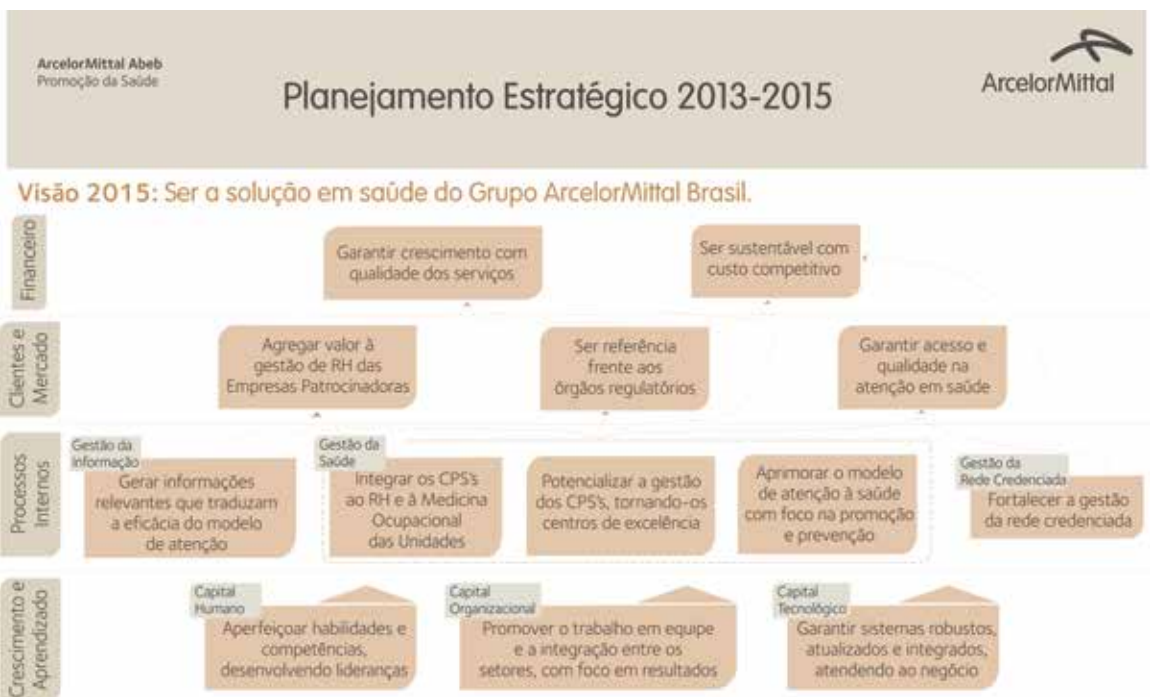 ArcelorMittal Abeb
Promoção da Saúde
Planejamento Estratégico 2013-2015
ArcelorMittal
Visão 2015: Ser a solução em saúde do Grupo ArcelorMittal Brasil.
Financeiro
Garantir crescimento com
qualidade dos serviços
Ser sustentável com
custo competitivo
Clientes e
Mercado
Agregar valor à
gestão de RH das
Empresas Patrocinadoras
Ser referência
frente aos
órgãos regulatórios
Garantir acesso e
qualidade na
atenção em saúde
Processos
Internos
Gestão da
Informação
Gerar informações
relevantes que traduzam
a eficácia do modelo
de atenção
Gestão da
Saúde
Integrar os CPS's
ao RH e à Medicina
Ocupacional
das Unidades
Potencializar a gestão
dos CPS's, tornando-os
centros de excelência
Aprimorar o modelo
de atenção à saúde
com foco na promoção
e prevenção
Gestão da
Rede Credenciada
Fortalecer a gestão
da rede credenciada
Crescimento e
Aprendizado
Capital
Humano
Aperfeiçoar habilidades e
competências,
desenvolvendo lideranças
Capital
Organizacional
Promover o trabalho em equipe
e a integração entre os
setores, com foco em resultados
Capital
Tecnológico
Garantir sistemas robustos,
atualizados e integrados,
atendendo ao negócio